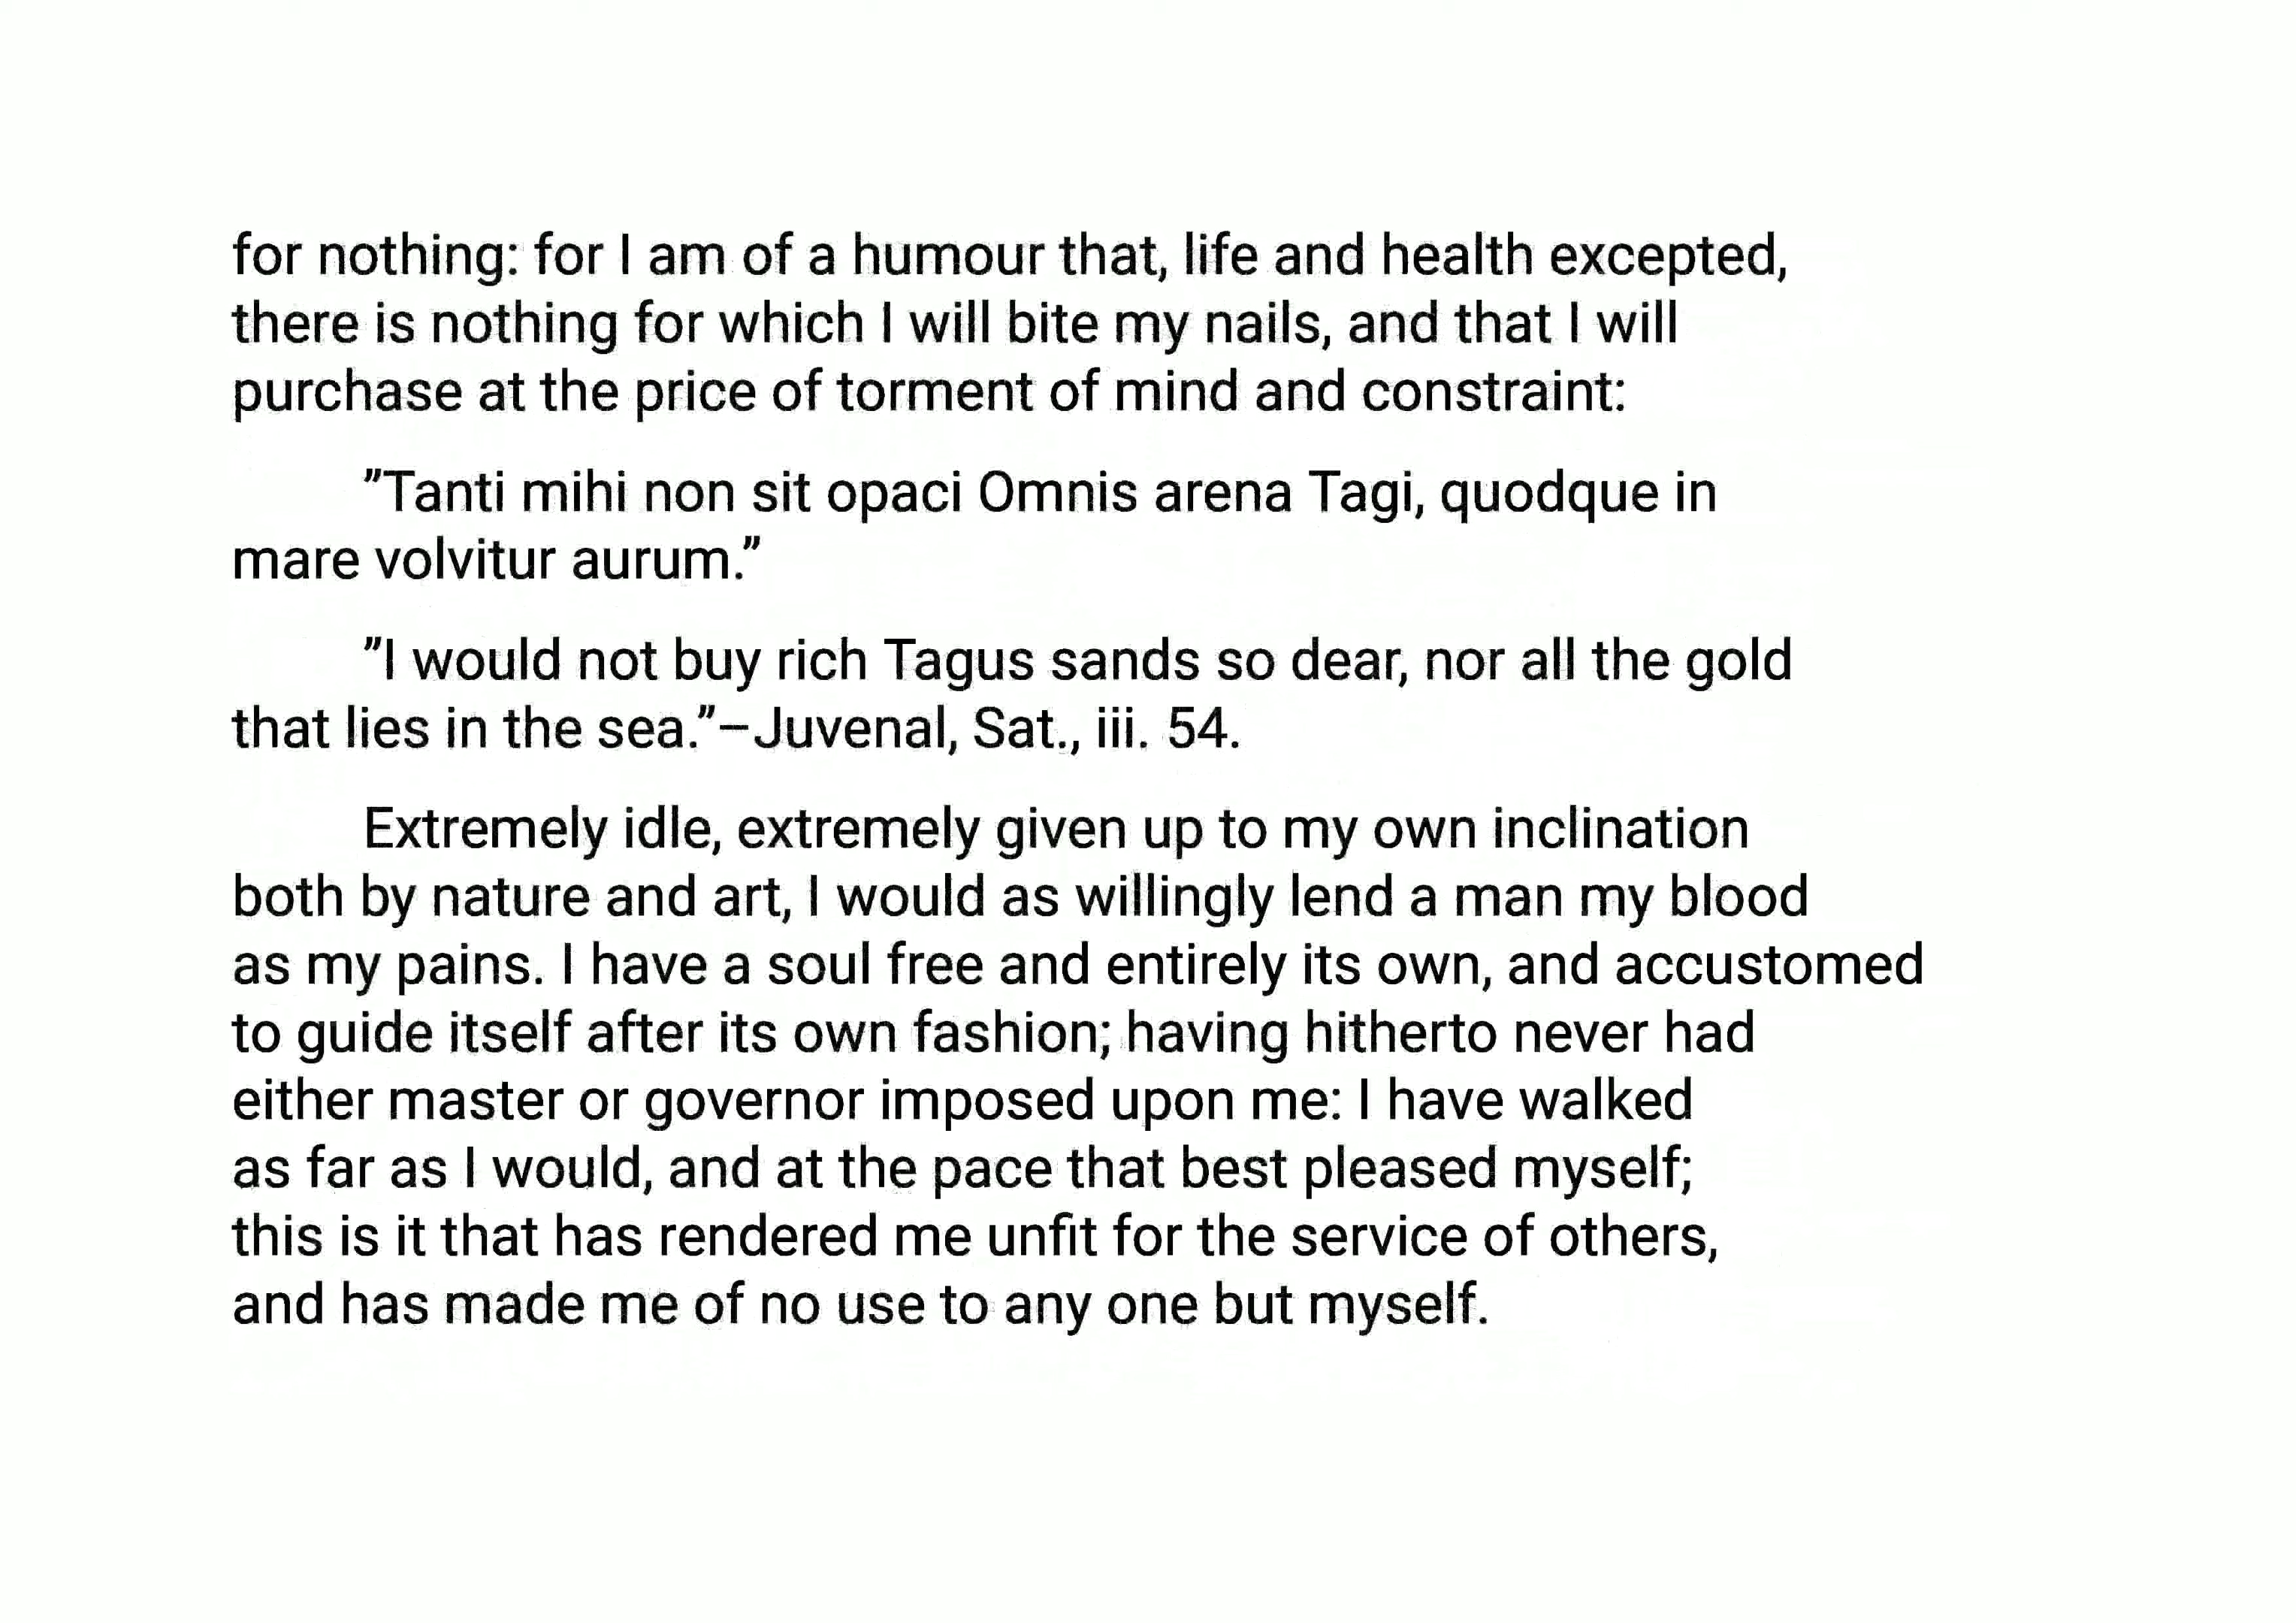 for nothing: for I am of a humour that, life and health excepted,
there is nothing for which I will bite my nails, and that I will
purchase at the price of torment of mind and constraint:
”Tanti mihi non sit opaci Omnis arena Tagi, quodque in
mare volvitur aurum.”
”I would not buy rich Tagus sands so dear, nor all the gold
that lies in the sea.”–Juvenal, Sat., iii. 54.
Extremely idle, extremely given up to my own inclination
both by nature and art, I would as willingly lend a man my blood
as my pains. I have a soul free and entirely its own, and accustomed
to guide itself after its own fashion; having hitherto never had
either master or governor imposed upon me: I have walked
as far as I would, and at the pace that best pleased myself;
this is it that has rendered me unfit for the service of others,
and has made me of no use to any one but myself.